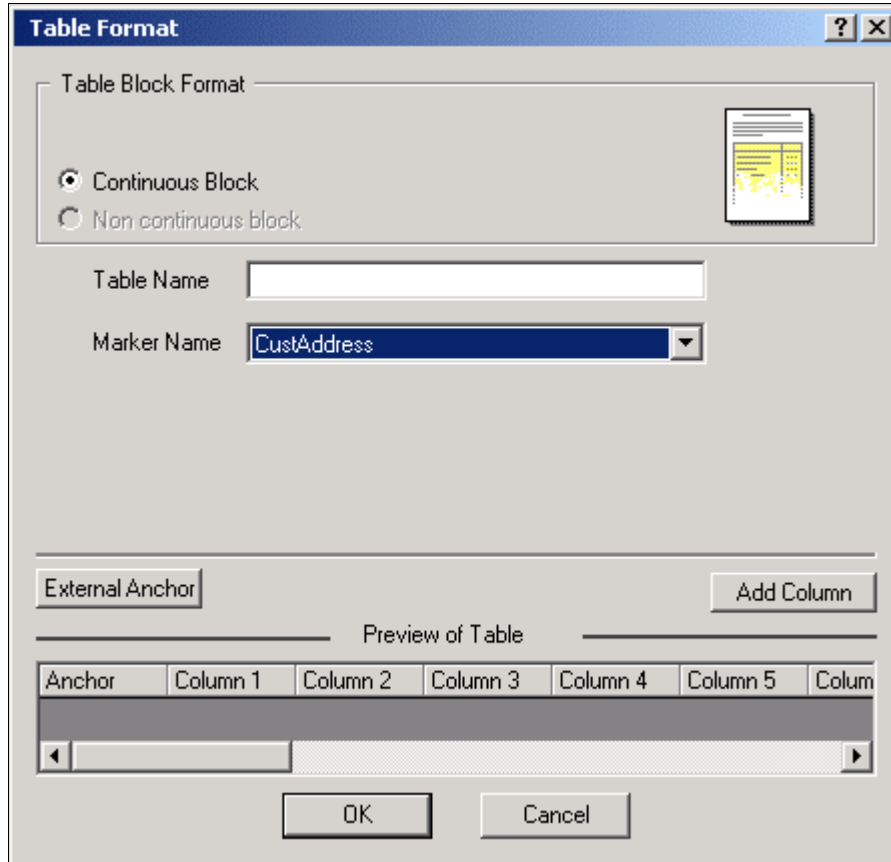 Table Format
Table Block Format
Continuous Block
Non continuous block
Table Name
Marker Name CustAddress
External Anchor Add Column
Preview of Table
Anchor Column 1 Column 2 Column 3 Column 4 Column 5 Colum
OK Cancel